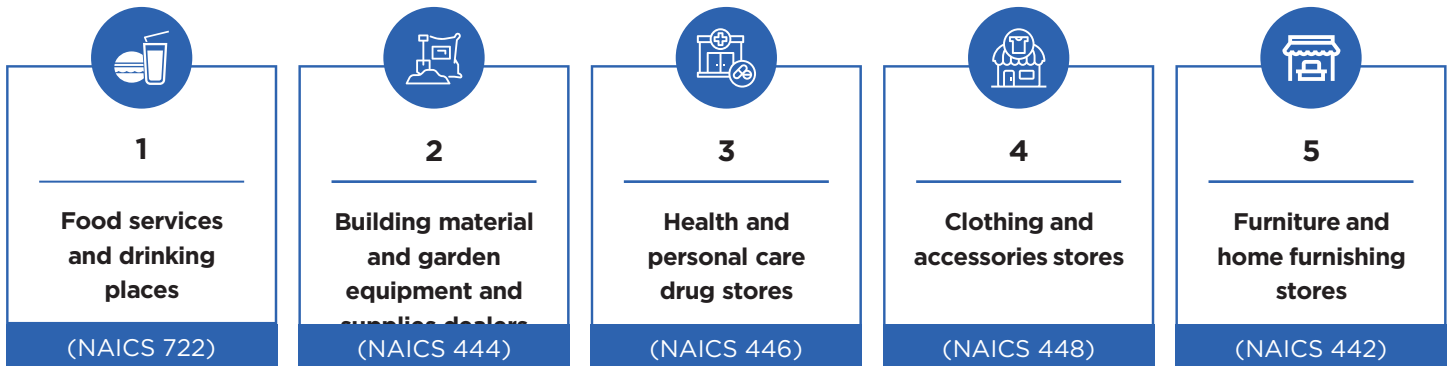 1
Food services
and drinking
places
(NAICS 722)
2
Building material
and garden
equipment and
supplies dealers
(NAICS 444)
3
Health and
personal care
drug stores
(NAICS 446)
4
Clothing and
accessories stores
(NAICS 448)
5
Furniture and
home furnishing
stores
(NAICS 442)